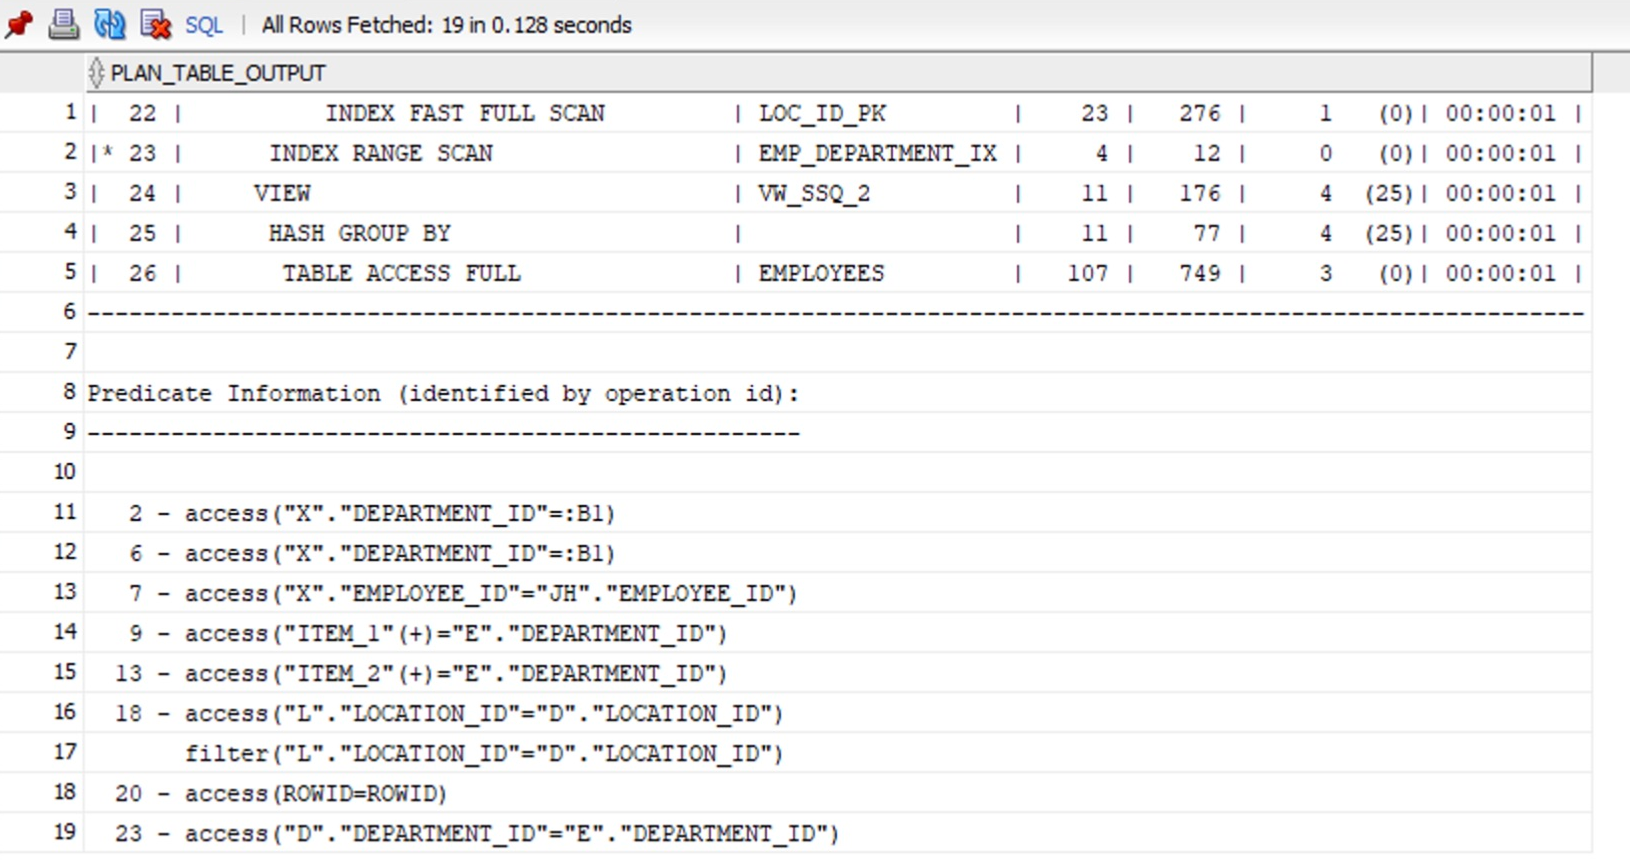 SQL | All Rows Fetched: 19 in 0.128 seconds
PLAN_TABLE_OUTPUT
1 |  22 |           INDEX FAST FULL SCAN         | LOC_ID_PK         |    23 |   276 |     1   (0)| 00:00:01 |
2 |* 23 |       INDEX RANGE SCAN                 | EMP_DEPARTMENT_IX |     4 |    12 |     0   (0)| 00:00:01 |
3 |  24 |      VIEW                              | VW_SSQ_2          |    11 |   176 |     4  (25)| 00:00:01 |
4 |  25 |       HASH GROUP BY                    |                   |    11 |    77 |     4  (25)| 00:00:01 |
5 |  26 |        TABLE ACCESS FULL               | EMPLOYEES         |   107 |   749 |     3   (0)| 00:00:01 |
6 -----------------------------------------------------------------------------------------------------------
7
8 Predicate Information (identified by operation id):
9 ---------------------------------------------------
10
11    2 - access("X"."DEPARTMENT_ID"=:B1)
12    6 - access("X"."DEPARTMENT_ID"=:B1)
13    7 - access("X"."EMPLOYEE_ID"="JH"."EMPLOYEE_ID")
14    9 - access("ITEM_1"(+)="E"."DEPARTMENT_ID")
15   13 - access("ITEM_2"(+)="E"."DEPARTMENT_ID")
16   18 - access("L"."LOCATION_ID"="D"."LOCATION_ID")
17        filter("L"."LOCATION_ID"="D"."LOCATION_ID")
18   20 - access(ROWID=ROWID)
19   23 - access("D"."DEPARTMENT_ID"="E"."DEPARTMENT_ID")